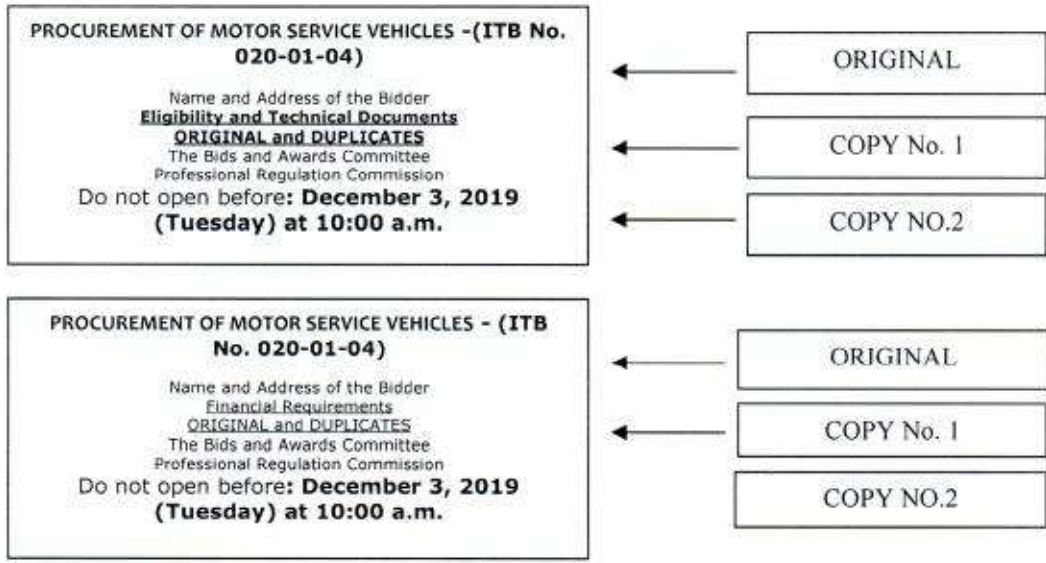 PROCUREMENT OF MOTOR SERVICE VEHICLES -(ITB No.
020-01-04)
Name and Address of the Bidder
Eligibility and Technical Documents
ORIGINAL and DUPLICATES
The Bids and Awards Committee
Professional Regulation Commission
Do not open before: December 3, 2019
(Tuesday) at 10:00 a.m.
ORIGINAL
COPY No. 1
COPY NO.2
PROCUREMENT OF MOTOR SERVICE VEHICLES - (ITB
No. 020-01-04)
Name and Address of the Bidder
Financial Requirements
ORIGINAL and DUPLICATES
The Bids and Awards Committee
Professional Regulation Commission
Do not open before: December 3, 2019
(Tuesday) at 10:00 a.m.
ORIGINAL
COPY No. 1
COPY NO.2